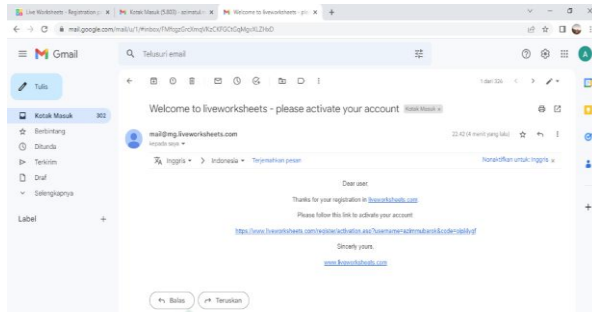 Live Worksheets - Registration p
Kotak Masuk (5.803) - azimatul
Welcome to liveworksheets - ple
mail.google.com/mail/u/1/
Gmail
Telusuri email
Tulis
1 dari 326
Kotak Masuk 302
Berbintang
Ditunda
Terkirim
Draf
Selengkapnya
Label
Welcome to liveworksheets - please activate your account Kotak Masuk x
mail@mg.liveworksheets.com
kepada saya
22.40 (4 menit yang lalu)
Inggris > Indonesia Terjemahkan pesan
Nonaktifkan untuk: Inggris x
Dear user:
Thanks for your registration in liveworksheets.com
Please follow this link to activate your account:
Sincerly yours,
www.liveworksheets.com
Balas Teruskan